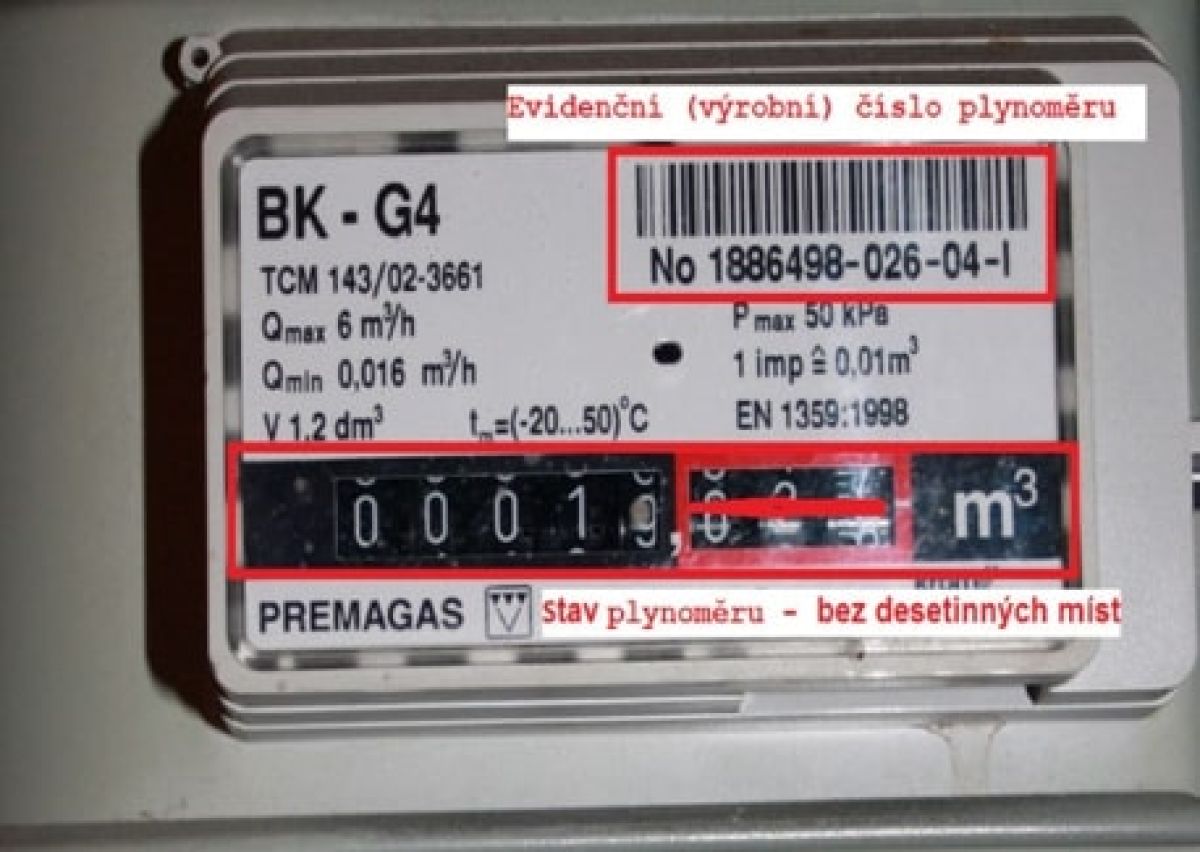 Evidenční (výrobní) číslo plynoměru
BK - G4
No 1886498-026-04-I
TCM 143/02-3661
Qmax 6 m³/h
Pmax 50 kPa
Qmin 0,016 m³/h
1 imp ≙ 0,01m³
V 1,2 dm³ tm=(-20...50)°C
EN 1359:1998
0 0 0 1 9, 0 2 m³
PREMAGAS
Stav plynoměru - bez desetinných míst